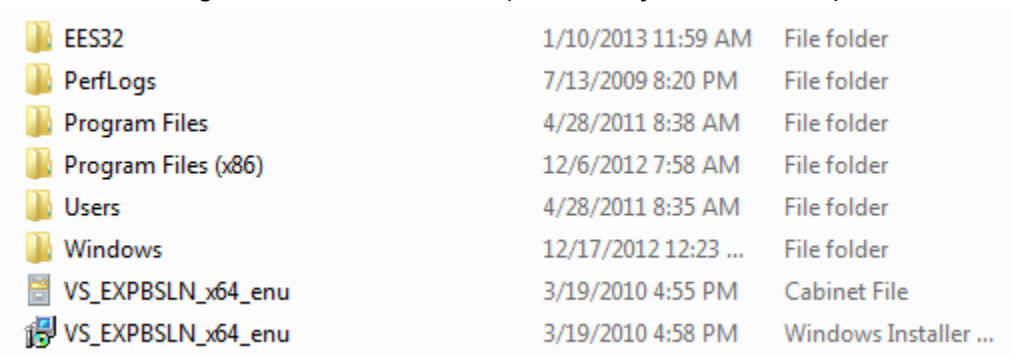 EES32 1/10/2013 11:59 AM File folder
PerfLogs 7/13/2009 8:20 PM File folder
Program Files 4/28/2011 8:38 AM File folder
Program Files (x86) 12/6/2012 7:58 AM File folder
Users 4/28/2011 8:35 AM File folder
Windows 12/17/2012 12:23 ... File folder
VS_EXPBSLN_x64_enu 3/19/2010 4:55 PM Cabinet File
VS_EXPBSLN_x64_enu 3/19/2010 4:58 PM Windows Installer ...